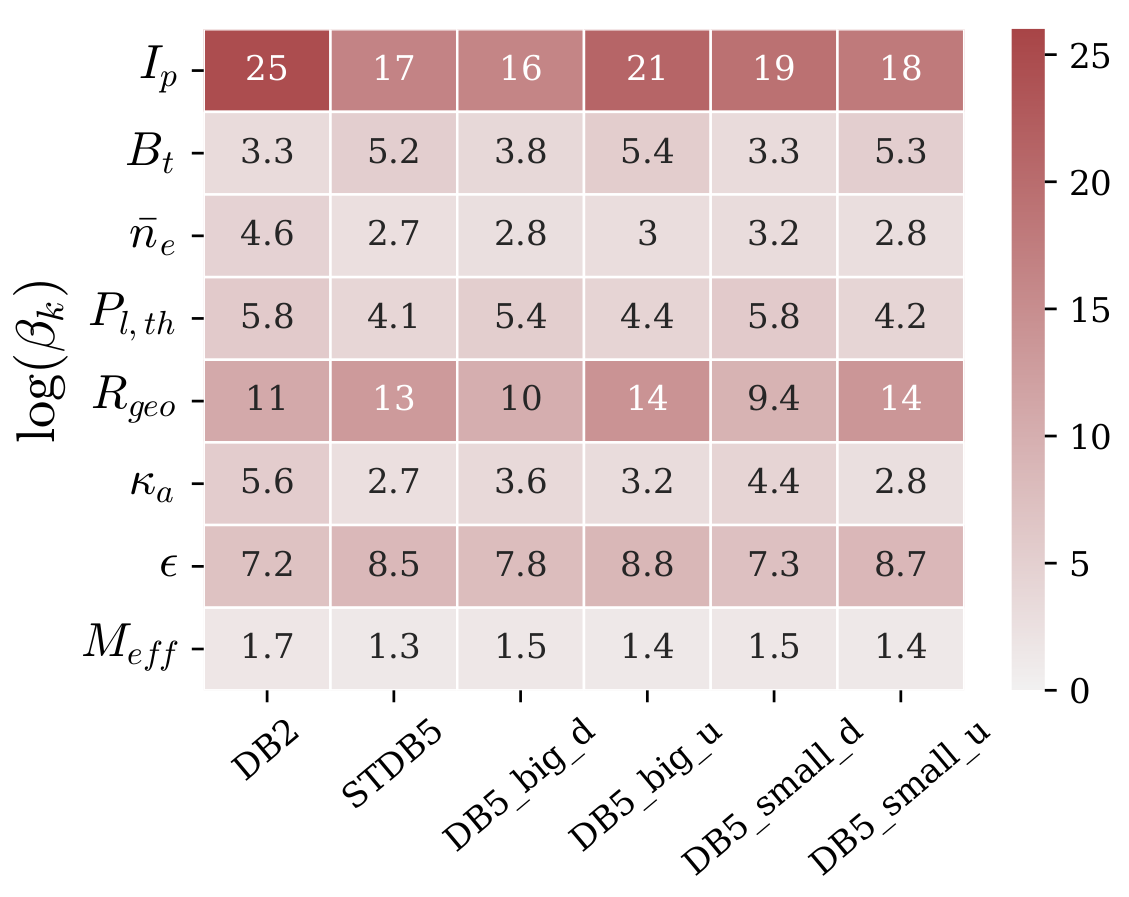 I_p 25 17 16 21 19 18
B_t 3.3 5.2 3.8 5.4 3.3 5.3
n̄_e 4.6 2.7 2.8 3 3.2 2.8
P_{l, th} 5.8 4.1 5.4 4.4 5.8 4.2
R_{geo} 11 13 10 14 9.4 14
κ_a 5.6 2.7 3.6 3.2 4.4 2.8
ϵ 7.2 8.5 7.8 8.8 7.3 8.7
M_{eff} 1.7 1.3 1.5 1.4 1.5 1.4
log(β_k)
DB2 STDB5 DB5_big_d DB5_big_u DB5_small_d DB5_small_u
25
20
15
10
5
0